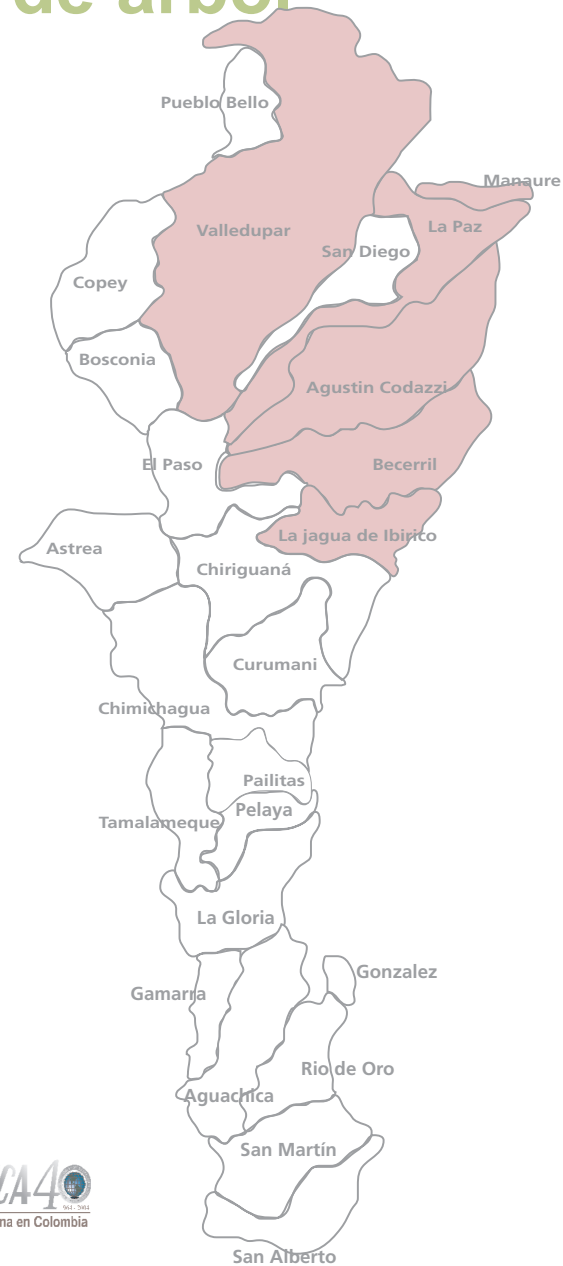 de árbol
Pueblo Bello
Manaure
Valledupar
La Paz
San Diego
Copey
Bosconia
Agustin Codazzi
El Paso
Becerril
La jagua de Ibirico
Astrea
Chiriguaná
Curumani
Chimichagua
Pailitas
Pelaya
Tamalameque
La Gloria
Gonzalez
Gamarra
Rio de Oro
Aguachica
San Martín
CA40
na en Colombia
San Alberto